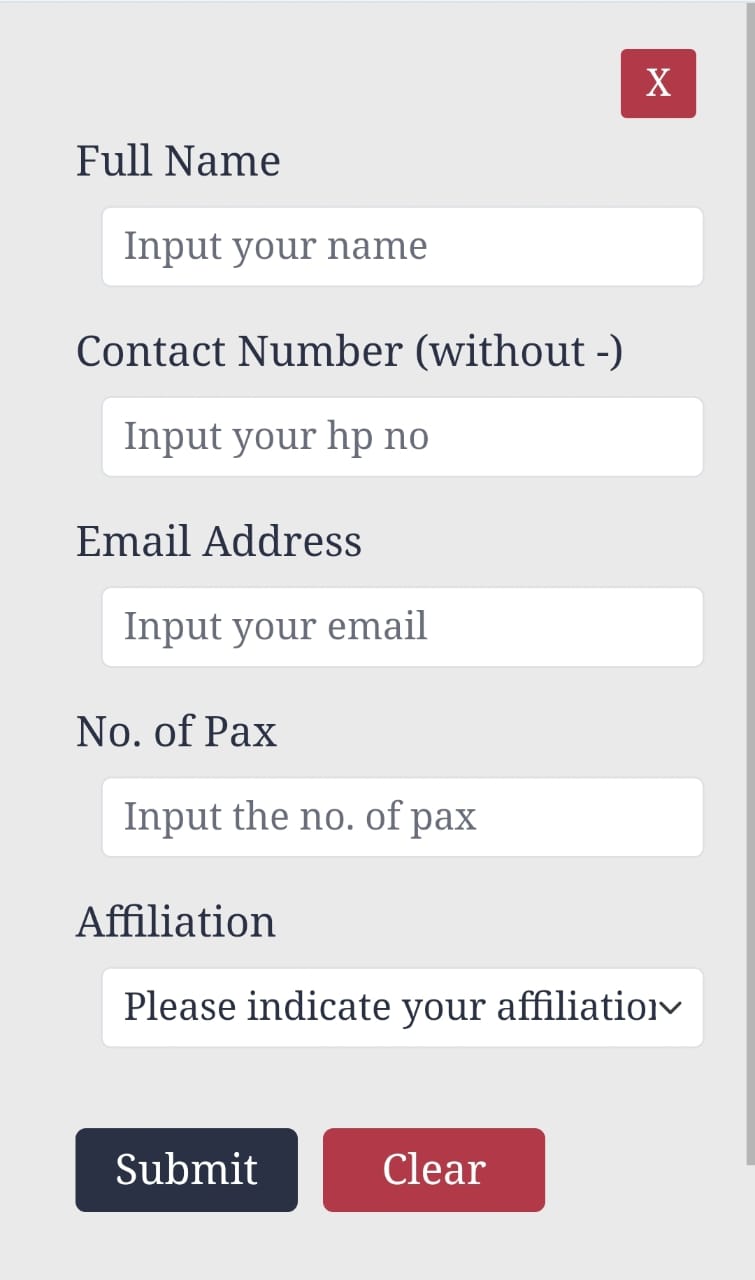 X
Full Name
Input your name
Contact Number (without -)
Input your hp no
Email Address
Input your email
No. of Pax
Input the no. of pax
Affiliation
Please indicate your affiliation
Submit Clear